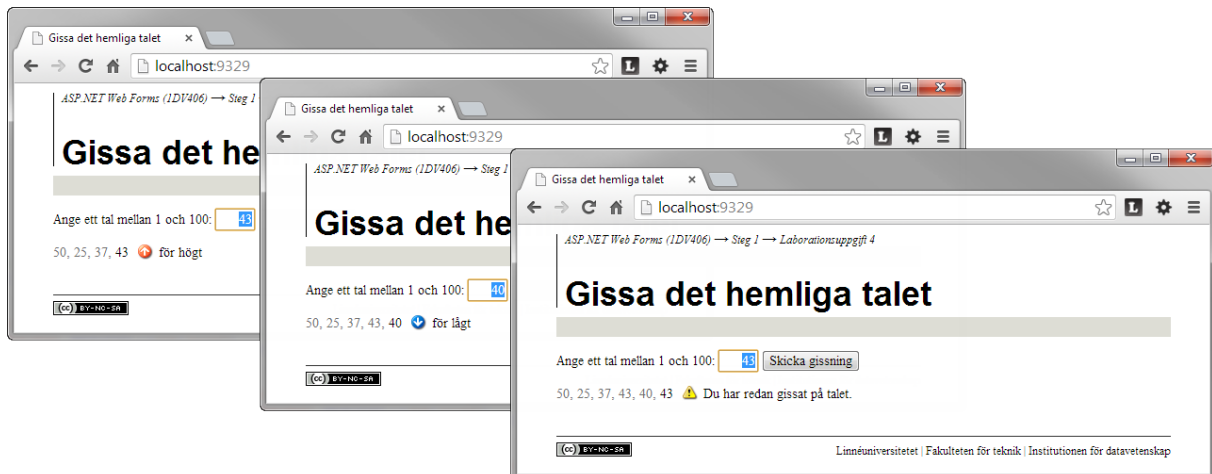 Gissa det hemliga talet
localhost:9329
ASP.NET Web Forms (1DV406) → Steg 1
Gissa det he
Ange ett tal mellan 1 och 100: 43
50, 25, 37, 43 för högt
(cc) BY-NC-SA
Gissa det hemliga talet
localhost:9329
ASP.NET Web Forms (1DV406) → Steg 1
Gissa det he
Ange ett tal mellan 1 och 100: 40
50, 25, 37, 43, 40 för lågt
(cc) BY-NC-SA
Gissa det hemliga talet
localhost:9329
ASP.NET Web Forms (1DV406) → Steg 1 → Laborationsuppgift 4
Gissa det hemliga talet
Ange ett tal mellan 1 och 100: 43 Skicka gissning
50, 25, 37, 43, 40, 43 Du har redan gissat på talet.
(cc) BY-NC-SA Linnéuniversitetet | Fakulteten för teknik | Institutionen för datavetenskap